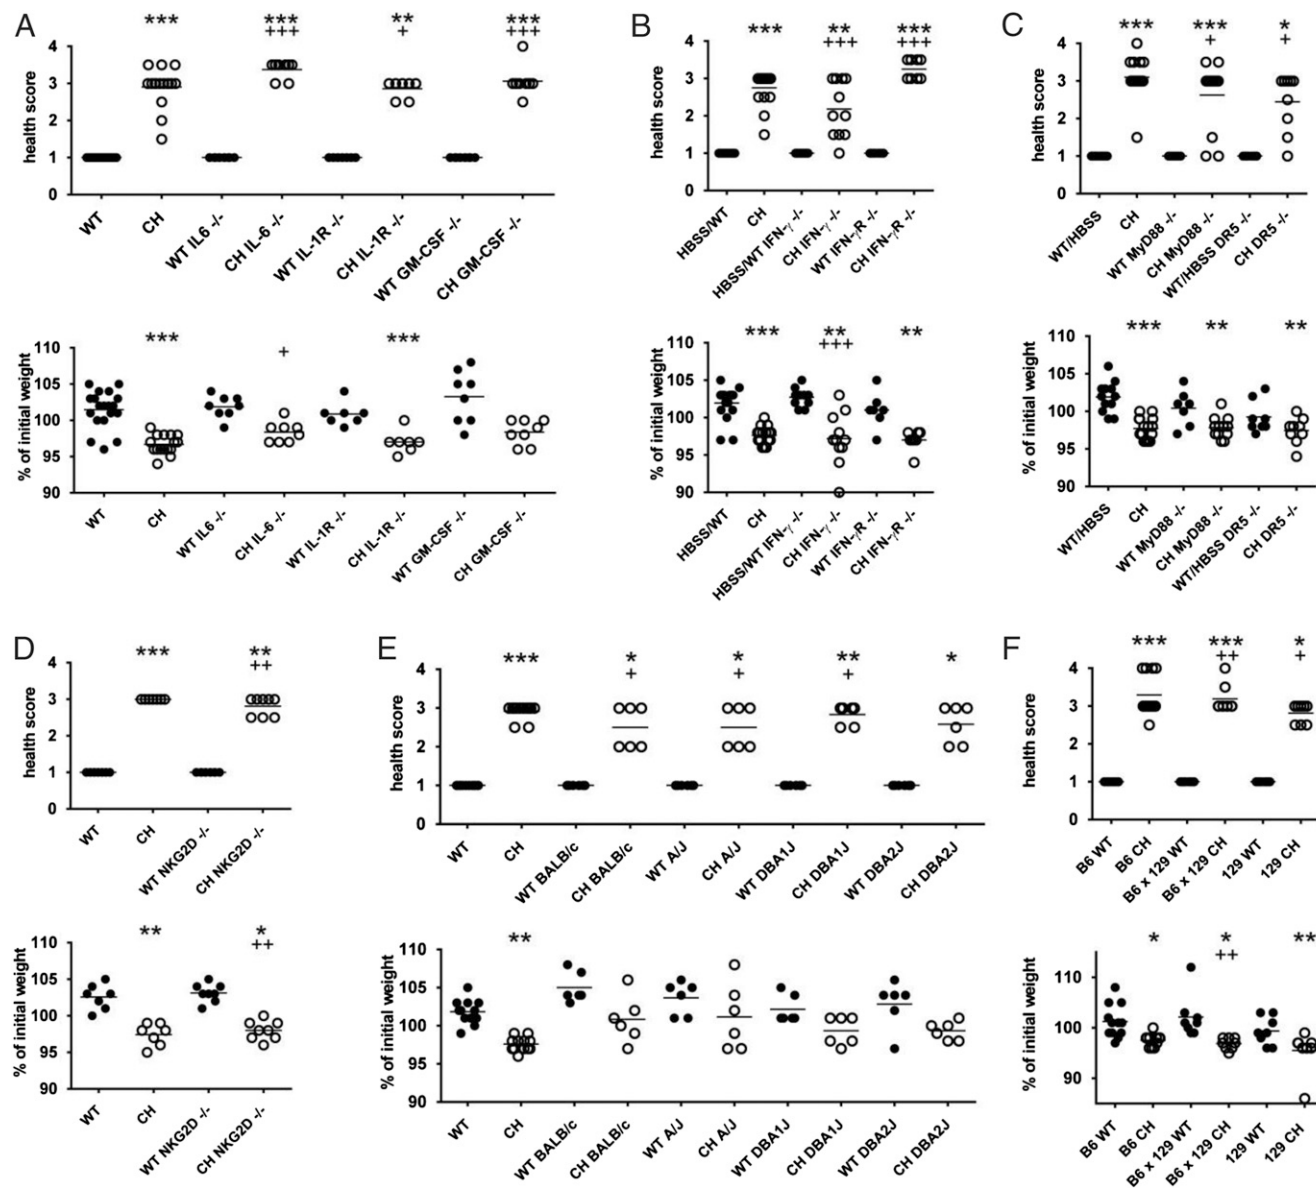 A
*** *** ** ***
+++ + +++
health score
4
3
2
1
0
WT CH WT IL6 -/- CH IL-6 -/- WT IL-1R -/- CH IL-1R -/- WT GM-CSF -/- CH GM-CSF -/-
*** + ***
% of initial weight
110
105
100
95
90
WT CH WT IL6 -/- CH IL-6 -/- WT IL-1R -/- CH IL-1R -/- WT GM-CSF -/- CH GM-CSF -/-
B
*** ** ***
+++ +++
health score
4
3
2
1
0
HBSS/WT CH HBSS/WT IFN-γ -/- CH IFN-γ -/- WT IFN-γR -/- CH IFN-γR -/-
*** ** **
+++
% of initial weight
110
105
100
95
90
HBSS/WT CH HBSS/WT IFN-γ -/- CH IFN-γ -/- WT IFN-γR -/- CH IFN-γR -/-
C
*** *** *
+ +
health score
4
3
2
1
0
WT/HBSS CH WT MyD88 -/- CH MyD88 -/- WT/HBSS DR5 -/- CH DR5 -/-
*** ** **
% of initial weight
110
105
100
95
90
WT/HBSS CH WT MyD88 -/- CH MyD88 -/- WT/HBSS DR5 -/- CH DR5 -/-
D
*** **
++
health score
4
3
2
1
0
WT CH WT NKG2D -/- CH NKG2D -/-
** *
++
% of initial weight
110
105
100
95
90
WT CH WT NKG2D -/- CH NKG2D -/-
E
*** * * ** *
+ + +
health score
4
3
2
1
0
WT CH WT BALB/c CH BALB/c WT A/J CH A/J WT DBA1J CH DBA1J WT DBA2J CH DBA2J
**
% of initial weight
110
105
100
95
90
WT CH WT BALB/c CH BALB/c WT A/J CH A/J WT DBA1J CH DBA1J WT DBA2J CH DBA2J
F
*** *** *
++ +
health score
4
3
2
1
0
B6 WT B6 CH B6 x 129 WT B6 x 129 CH 129 WT 129 CH
* * **
++
% of initial weight
110
100
90
B6 WT B6 CH B6 x 129 WT B6 x 129 CH 129 WT 129 CH